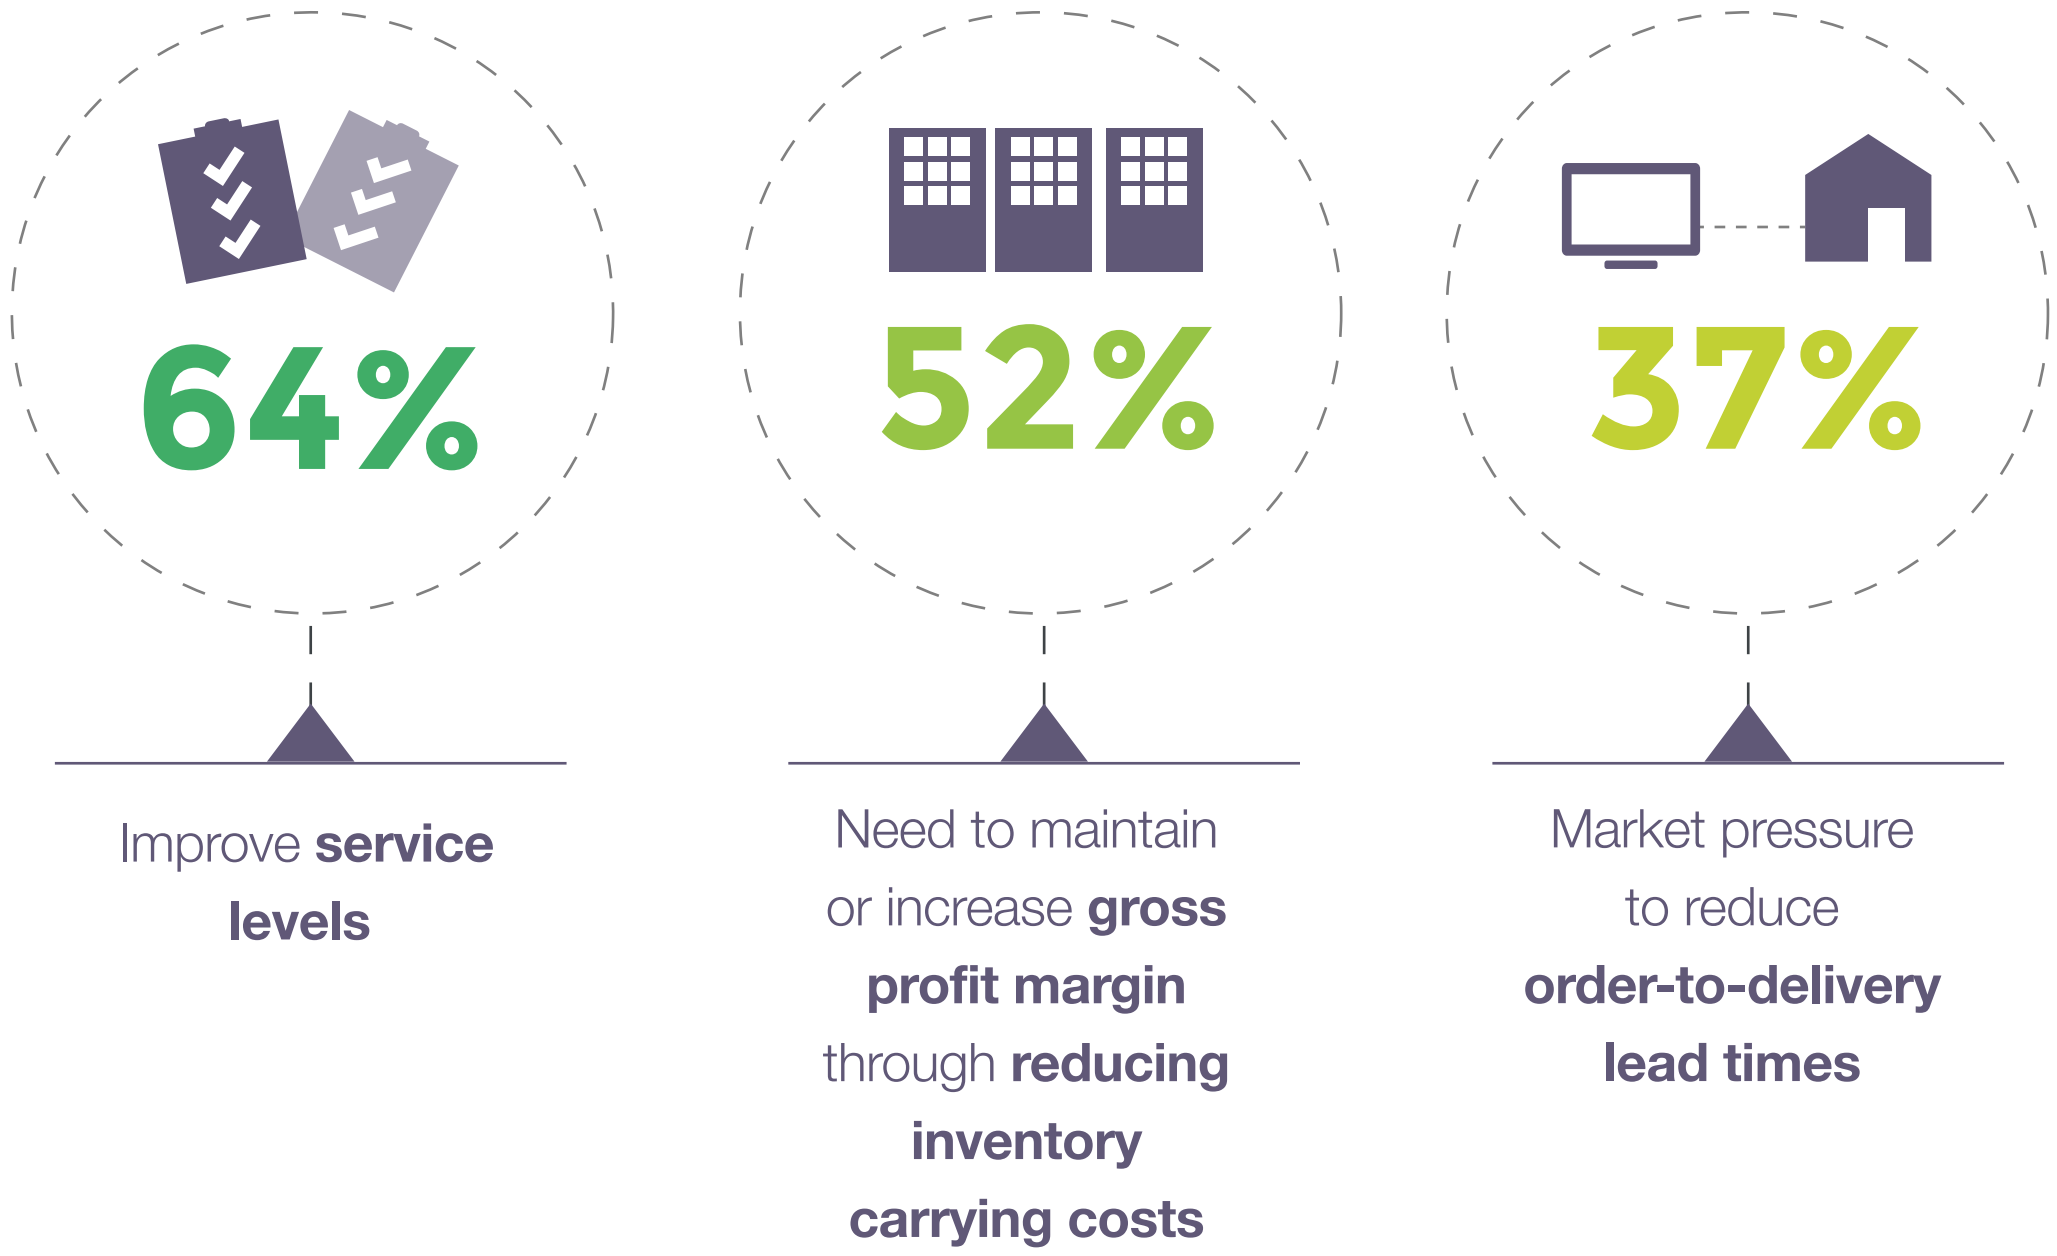 64%
Improve service
levels
52%
Need to maintain
or increase gross
profit margin
through reducing
inventory
carrying costs
37%
Market pressure
to reduce
order-to-delivery
lead times